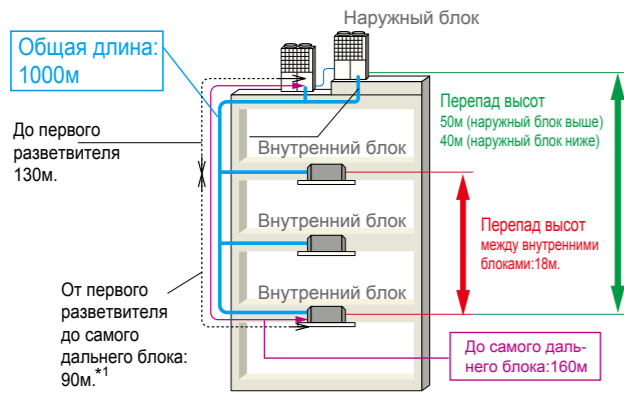 Наружный блок
Общая длина:
1000м
До первого
разветвителя
130м.
Внутренний блок
Внутренний блок
Внутренний блок
Перепад высот
50м (наружный блок выше)
40м (наружный блок ниже)
Перепад высот
между внутренними
блоками:18м.
От первого
разветвителя
до самого
дальнего блока:
90м.*1
До самого даль-
него блока:160м